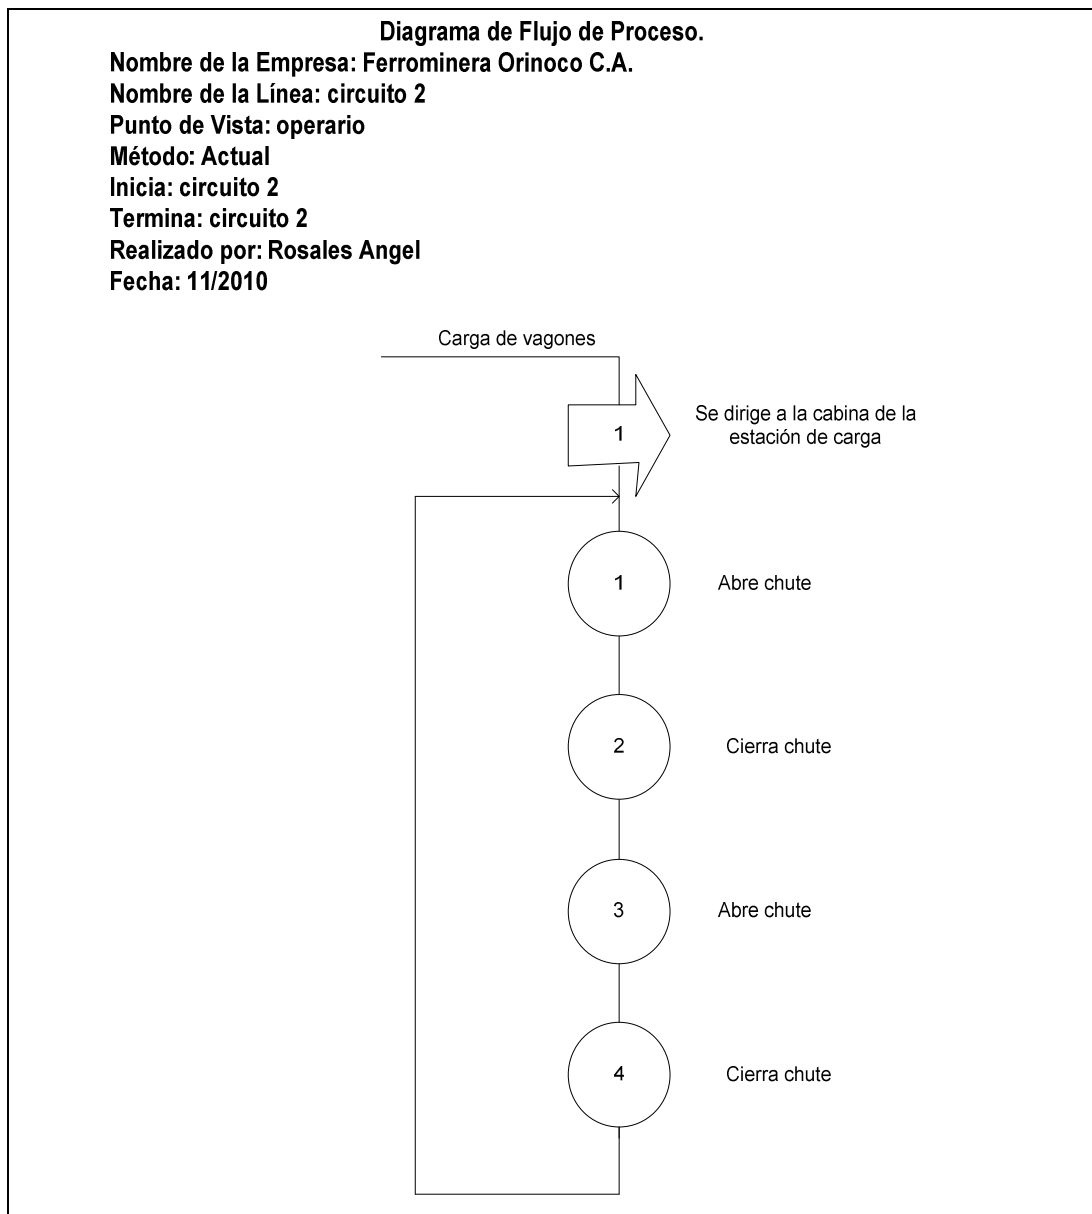 Diagrama de Flujo de Proceso.
Nombre de la Empresa: Ferrominera Orinoco C.A.
Nombre de la Línea: circuito 2
Punto de Vista: operario
Método: Actual
Inicia: circuito 2
Termina: circuito 2
Realizado por: Rosales Angel
Fecha: 11/2010
Carga de vagones
1
Se dirige a la cabina de la
estación de carga
1
Abre chute
2
Cierra chute
3
Abre chute
4
Cierra chute